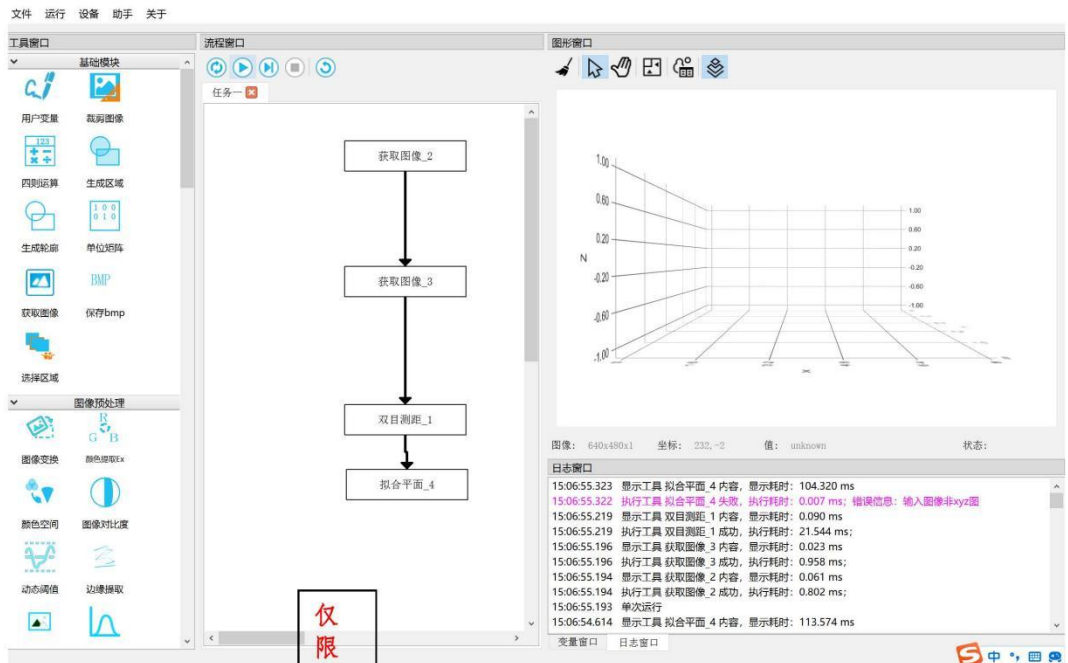 文件 运行 设备 助手 关于
工具窗口
基础模块
用户变量 裁剪图像
123
四则运算 生成区域
1 0 0
0 1 0
生成轮廓 单位矩阵
BMP
获取图像 保存bmp
选择区域
图像预处理
R
G B
图像变换 颜色提取Ex
颜色空间 图像对比度
动态阈值 边缘提取
流程窗口
任务一
获取图像_2
获取图像_3
双目测距_1
拟合平面_4
仅
限
图形窗口
1.00
0.60
0.20
N
-0.20
-0.60
-1.00
1.00
0.60
0.20
-0.20
-0.60
-1.00
X
图像: 640x480x1 坐标: 232,-2 值: unknown 状态:
日志窗口
15:06:55.323 显示工具 拟合平面_4 内容, 显示耗时: 104.320 ms
15:06:55.322 执行工具 拟合平面_4 失败, 执行耗时: 0.007 ms; 错误信息: 输入图像非xyz图
15:06:55.219 显示工具 双目测距_1 内容, 显示耗时: 0.090 ms
15:06:55.219 执行工具 双目测距_1 成功, 执行耗时: 21.544 ms;
15:06:55.196 显示工具 获取图像_3 内容, 显示耗时: 0.023 ms
15:06:55.196 执行工具 获取图像_3 成功, 执行耗时: 0.958 ms;
15:06:55.194 显示工具 获取图像_2 内容, 显示耗时: 0.061 ms
15:06:55.194 执行工具 获取图像_2 成功, 执行耗时: 0.802 ms;
15:06:55.193 单次运行
15:06:54.614 显示工具 拟合平面_4 内容, 显示耗时: 113.574 ms
变量窗口 日志窗口
中